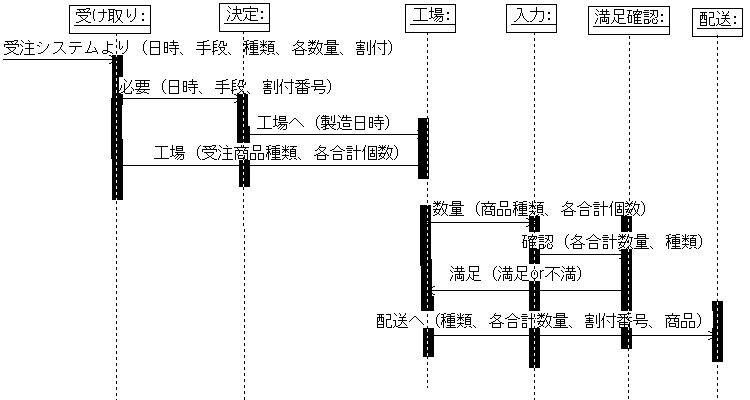 受け取り:
決定:
工場:
入力:
満足確認:
配送:
受注システムより（日時、手段、種類、各数量、割付）
必要（日時、手段、割付番号）
工場へ（製造日時）
工場（受注商品種類、各合計個数）
数量（商品種類、各合計個数）
確認（各合計数量、種類）
満足（満足or不満）
配送へ（種類、各合計数量、割付番号、商品）